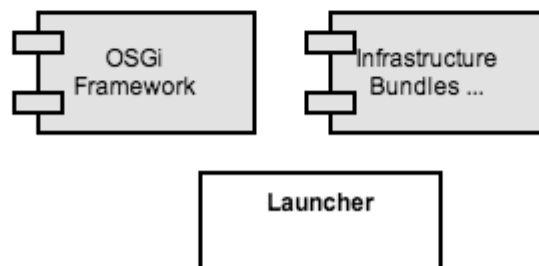 OSGi
Framework
Infrastructure
Bundles ...
Launcher